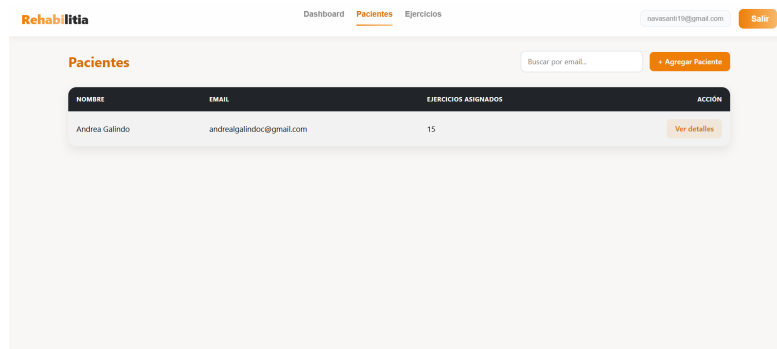 Rehabilitia Dashboard Pacientes Ejercicios navasanti19@gmail.com Salir
Pacientes Buscar por email... + Agregar Paciente
NOMBRE EMAIL EJERCICIOS ASIGNADOS ACCIÓN
Andrea Galindo andrealgalindoc@gmail.com 15 Ver detalles